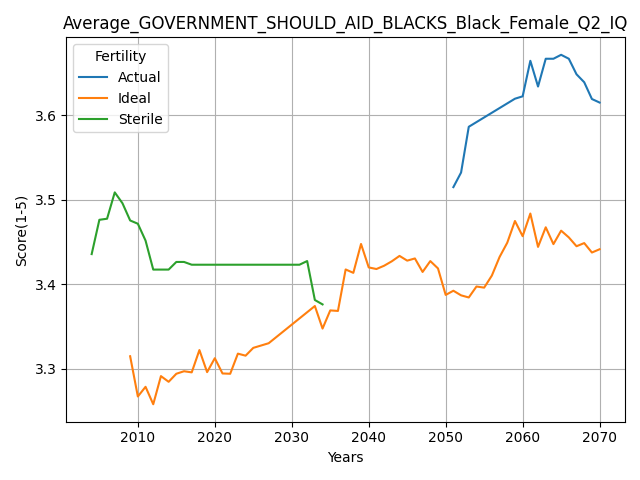 Average_GOVERNMENT_SHOULD_AID_BLACKS_Black_Female_Q2_IQ
Fertility
Actual
Ideal
Sterile
3.6
3.5
3.4
3.3
Score(1-5)
2010 2020 2030 2040 2050 2060 2070
Years